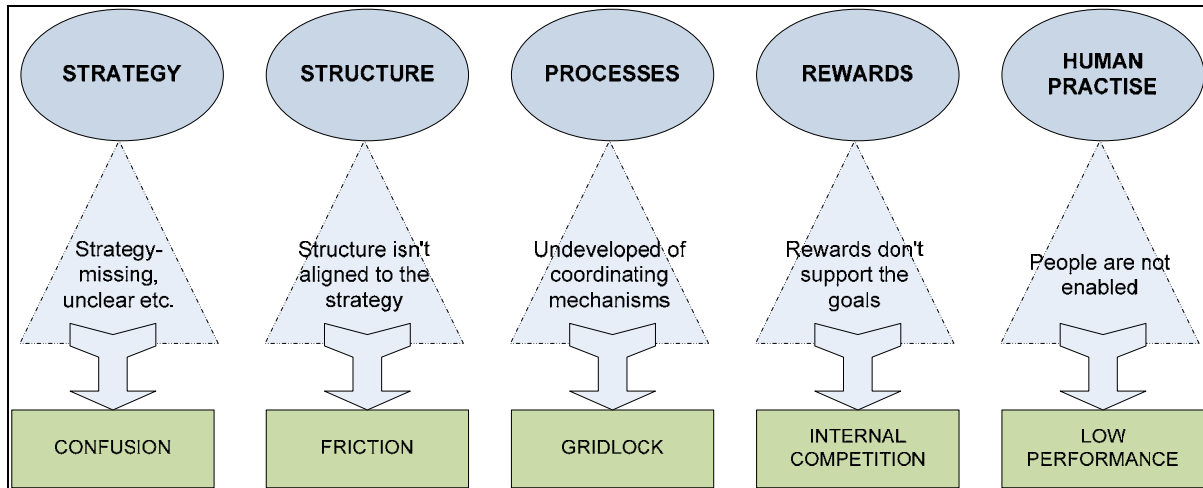 STRATEGY
STRUCTURE
PROCESSES
REWARDS
HUMAN
PRACTISE
Strategy-
missing,
unclear etc.
Structure isn't
aligned to the
strategy
Undeveloped of
coordinating
mechanisms
Rewards don't
support the
goals
People are not
enabled
CONFUSION
FRICTION
GRIDLOCK
INTERNAL
COMPETITION
LOW
PERFORMANCE